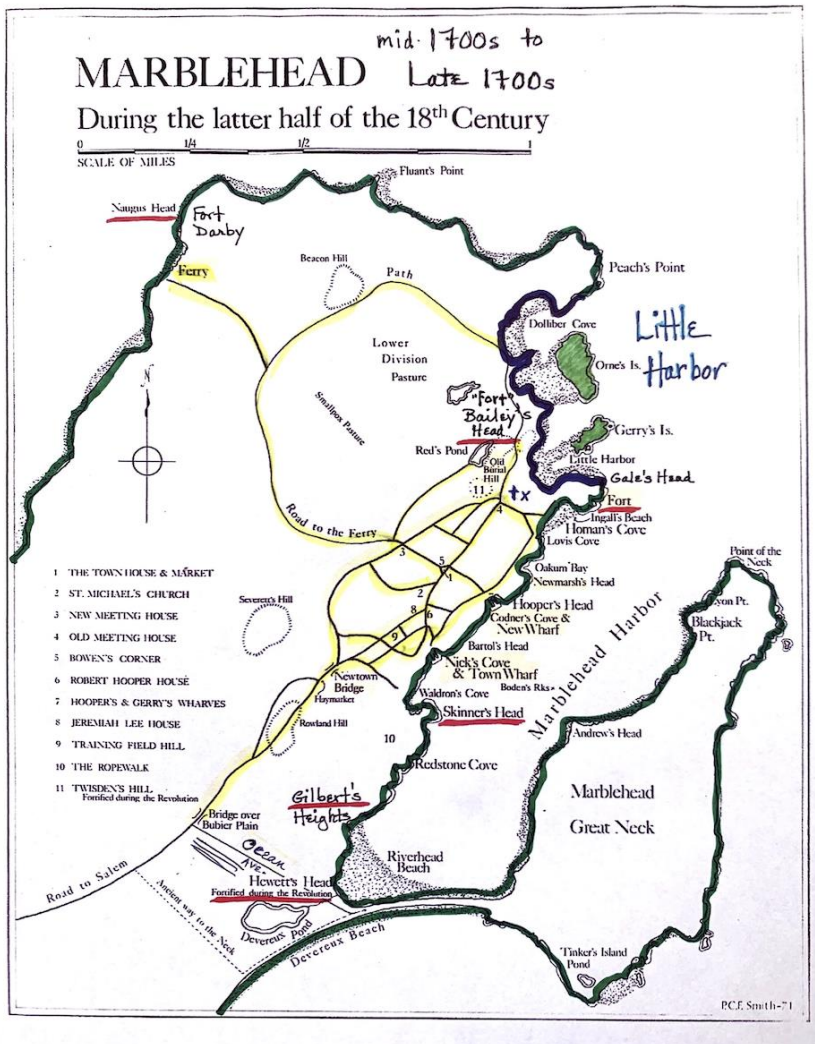 mid 1700s to
Late 1700s
MARBLEHEAD
During the latter half of the 18th Century
0 1/4 1/2 1
SCALE OF MILES
Fluant's Point
Naugus Head
Fort
Darby
Beacon Hill
Path
Peach's Point
Ferry
Dolliber Cove
Little
Harbor
Lower
Division
Pasture
Orne's Is.
N
Smallpox Pasture
"Fort"
Bailey's
Head
Gerry's Is.
Red's Pond
Old
Burial
Hill
11
Little Harbor
Gale's Head
Fort
4
Ingall's Beach
Homan's Cove
Lovis Cove
Road to the Ferry
3
5
1
2
8
6
9
Oakum Bay
Newmarsh's Head
Point of the
Neck
1 THE TOWN HOUSE & MARKET
2 ST. MICHAEL'S CHURCH
3 NEW MEETING HOUSE
4 OLD MEETING HOUSE
5 BOWEN'S CORNER
6 ROBERT HOOPER HOUSE
7 HOOPER'S & GERRY'S WHARVES
8 JEREMIAH LEE HOUSE
9 TRAINING FIELD HILL
10 THE ROPEWALK
11 TWISDEN'S HILL
Fortified during the Revolution
Severett's Hill
Hooper's Head
Codner's Cove &
New Wharf
Bartol's Head
Nick's Cove
& Town Wharf
Boden's Rks
Waldron's Cove
Skinner's Head
Marblehead Harbor
Pt.
Blackjack
Pt.
Newtown
Bridge
Haymarket
Rowland Hill
10
Andrew's Head
Redstone Cove
Marblehead
Great Neck
Gilbert's
Heights
Bridge over
Bubier Plain
Ocean
Ave.
Riverhead
Beach
Hewett's Head
Fortified during the Revolution
Road to Salem
Ancient way to the Neck
Devereux Pond
Devereux Beach
Tinker's Island
Pond
P.C.F. Smith-71